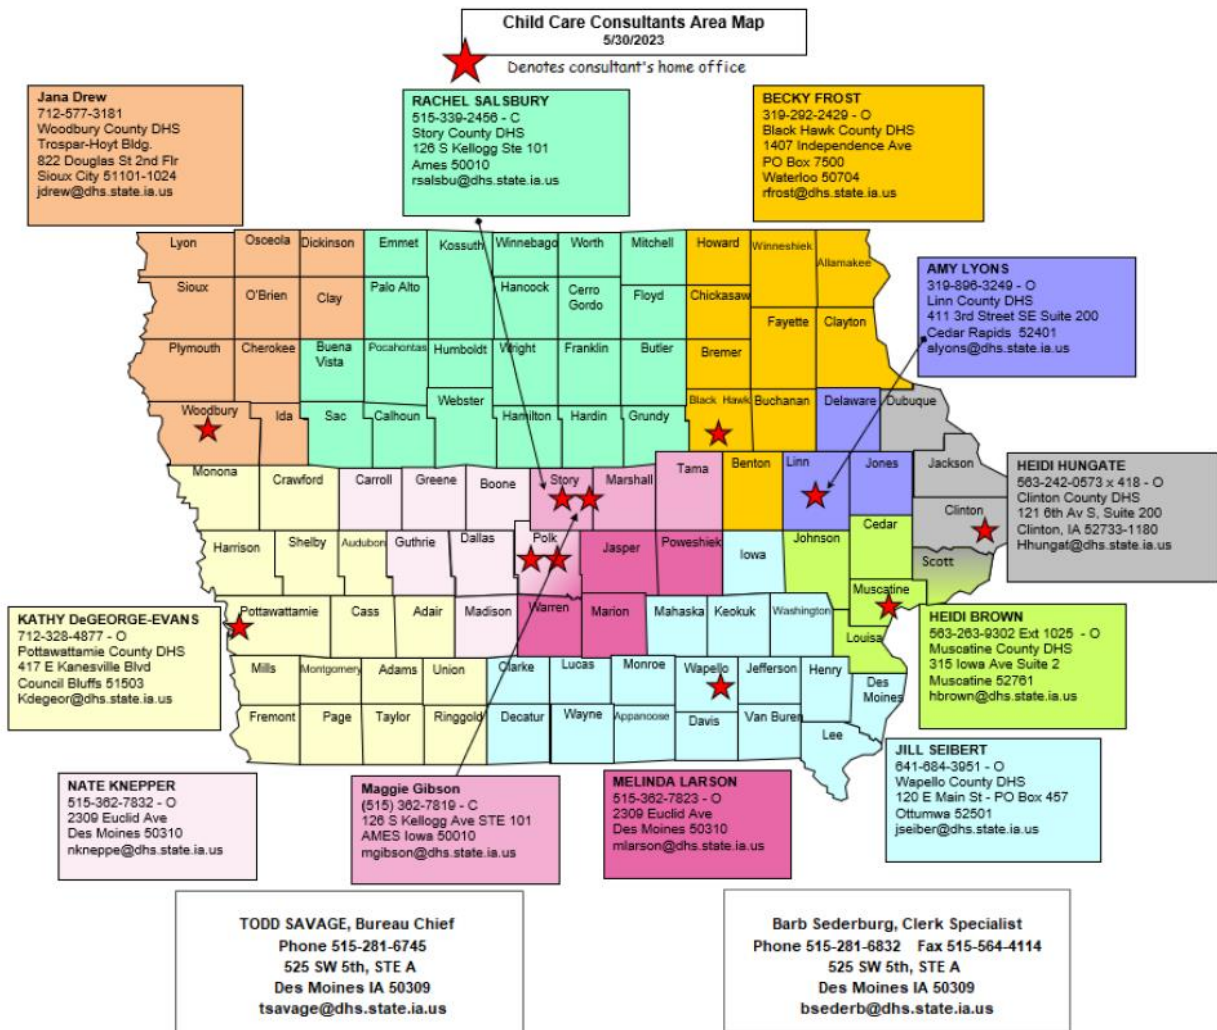 Child Care Consultants Area Map
5/30/2023
Denotes consultant's home office
Jana Drew
712-577-3181
Woodbury County DHS
Trospar-Hoyt Bldg.
822 Douglas St 2nd Flr
Sioux City 51101-1024
jdrew@dhs.state.ia.us
RACHEL SALSBURY
515-339-2456 - C
Story County DHS
126 S Kellogg Ste 101
Ames 50010
rsalsbu@dhs.state.ia.us
BECKY FROST
319-292-2429 - O
Black Hawk County DHS
1407 Independence Ave
PO Box 7500
Waterloo 50704
rfrost@dhs.state.ia.us
AMY LYONS
319-896-3249 - O
Linn County DHS
411 3rd Street SE Suite 200
Cedar Rapids 52401
alyons@dhs.state.ia.us
Lyon Osceola Dickinson Emmet Kossuth Winnebago Worth Mitchell Howard Winneshiek Allamakee
Sioux O'Brien Clay Palo Alto Hancock Cerro Gordo Floyd Chickasaw Fayette Clayton
Plymouth Cherokee Buena Vista Pocahontas Humboldt Wright Franklin Butler Bremer
Woodbury Ida Sac Calhoun Webster Hamilton Hardin Grundy Black Hawk Buchanan Delaware Dubuque
Monona Crawford Carroll Greene Boone Story Marshall Tama Benton Linn Jones Jackson
Clinton
Harrison Shelby Audubon Guthrie Dallas Polk Jasper Poweshiek Iowa Johnson Cedar Scott
Muscatine
Pottawattamie Cass Adair Madison Warren Marion Mahaska Keokuk Washington Louisa
Mills Montgomery Adams Union Clarke Lucas Monroe Wapello Jefferson Henry Des Moines
Fremont Page Taylor Ringgold Decatur Wayne Appanoose Davis Van Buren Lee
HEIDI HUNGATE
563-242-0573 x 418 - O
Clinton County DHS
121 6th Av S, Suite 200
Clinton, IA 52733-1180
Hhungat@dhs.state.ia.us
KATHY DeGEORGE-EVANS
712-328-4877 - O
Pottawattamie County DHS
417 E Kanesville Blvd
Council Bluffs 51503
Kdegeor@dhs.state.ia.us
HEIDI BROWN
563-263-9302 Ext 1025 - O
Muscatine County DHS
315 Iowa Ave Suite 2
Muscatine 52761
hbrown@dhs.state.ia.us
NATE KNEPPER
515-362-7832 - O
2309 Euclid Ave
Des Moines 50310
nkneppe@dhs.state.ia.us
Maggie Gibson
(515) 362-7819 - C
126 S Kellogg Ave STE 101
AMES Iowa 50010
mgibson@dhs.state.ia.us
MELINDA LARSON
515-362-7823 - O
2309 Euclid Ave
Des Moines 50310
mlarson@dhs.state.ia.us
JILL SEIBERT
641-684-3951 - O
Wapello County DHS
120 E Main St - PO Box 457
Ottumwa 52501
jseiber@dhs.state.ia.us
TODD SAVAGE, Bureau Chief
Phone 515-281-6745
525 SW 5th, STE A
Des Moines IA 50309
tsavage@dhs.state.ia.us
Barb Sederburg, Clerk Specialist
Phone 515-281-6832 Fax 515-564-4114
525 SW 5th, STE A
Des Moines IA 50309
bsederb@dhs.state.ia.us